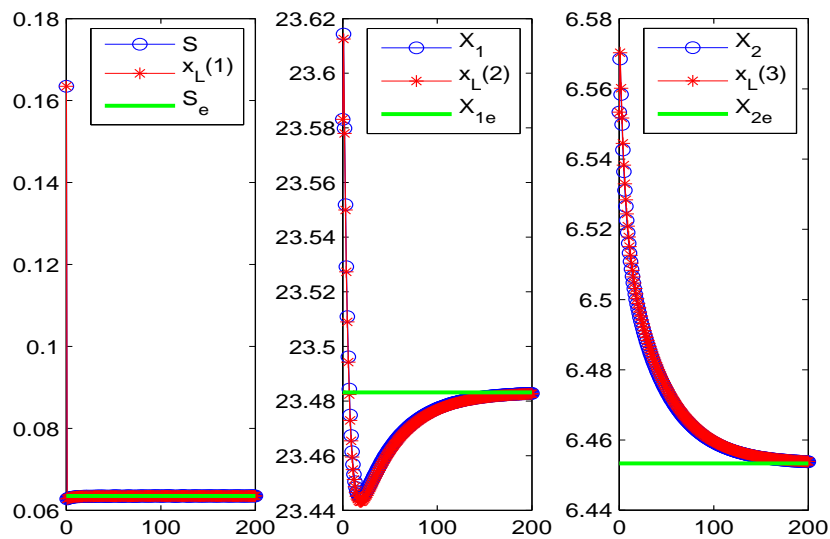 0.18
0.16
0.14
0.12
0.1
0.08
0.06
0 100 200
S
x_L(1)
S_e
23.62
23.6
23.58
23.56
23.54
23.52
23.5
23.48
23.46
23.44
0 100 200
X_1
x_L(2)
X_1e
6.58
6.56
6.54
6.52
6.5
6.48
6.46
6.44
0 100 200
X_2
x_L(3)
X_2e